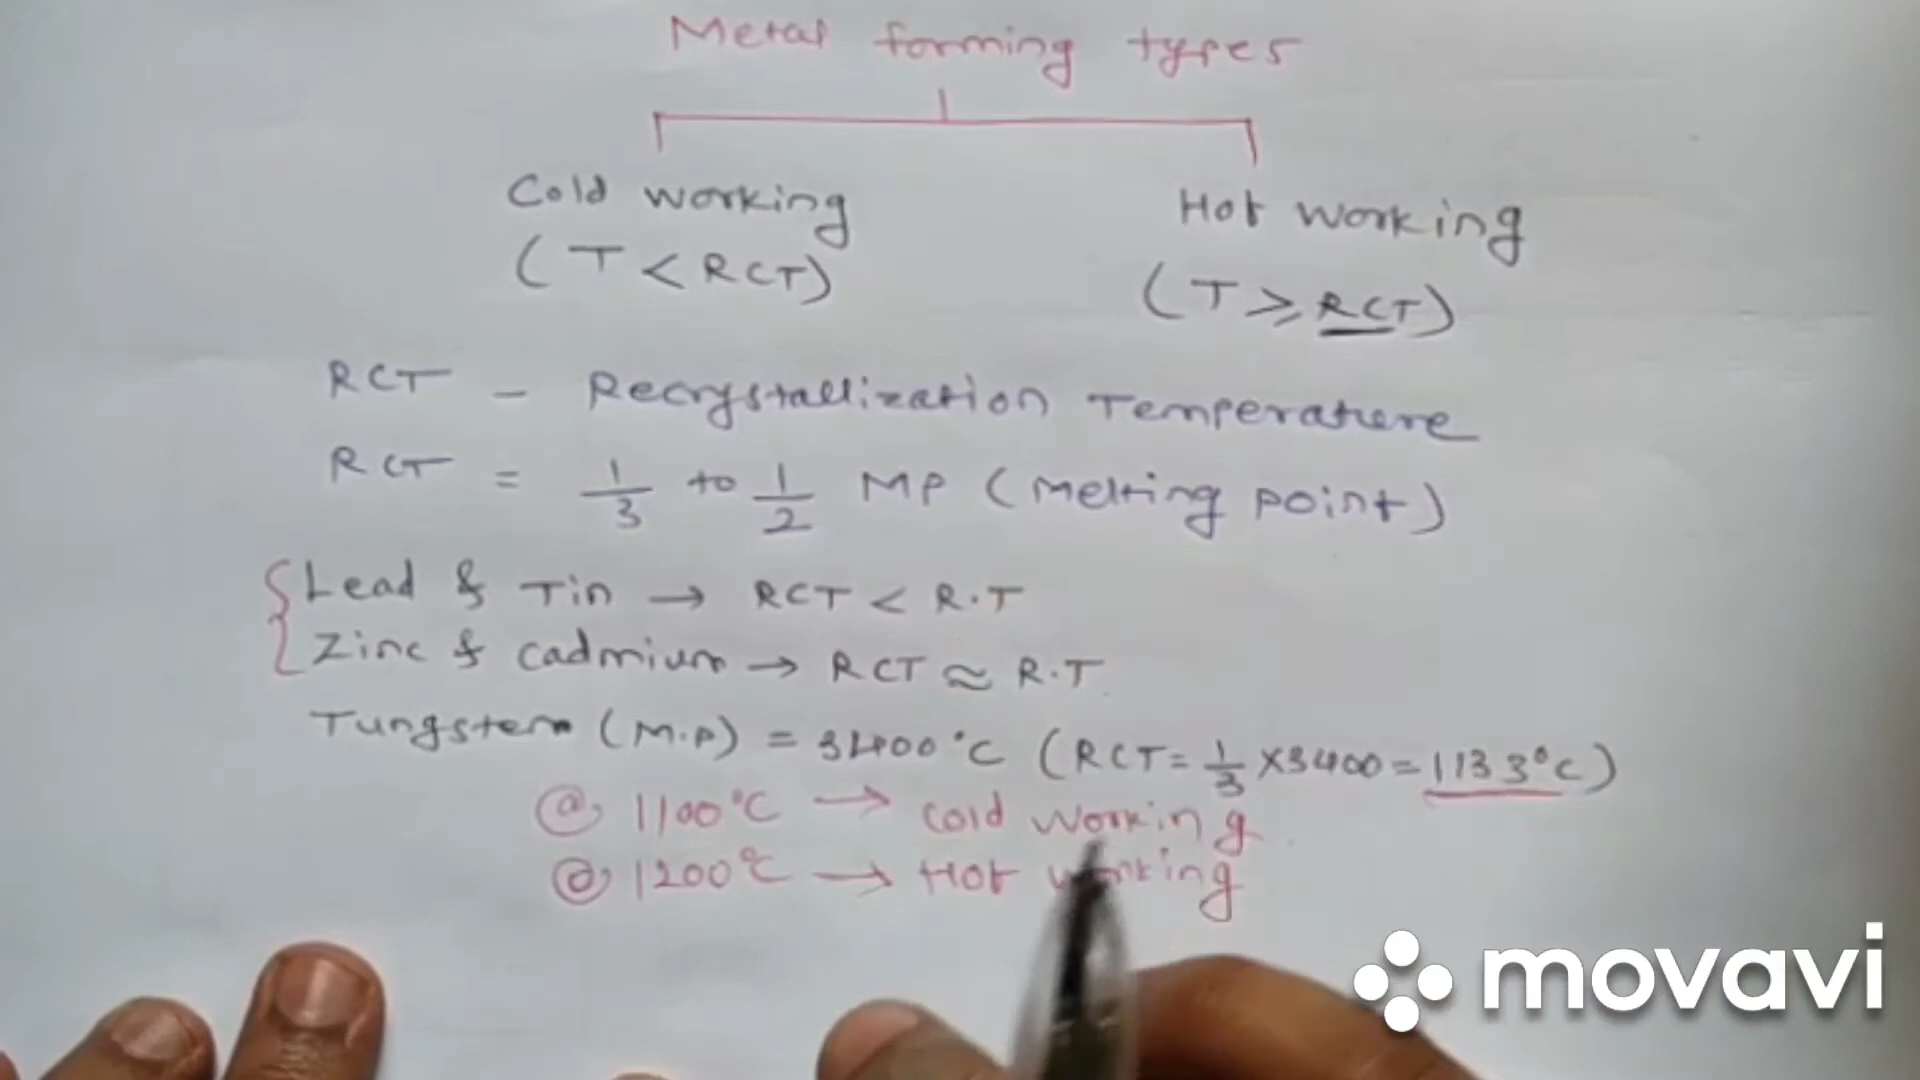 Metal forming types
Cold working
Hot working
(T < RCT)
(T ≥ RCT)
RCT - Recrystallization Temperature
RCT = 1/3 to 1/2 MP (Melting point)
Lead & Tin → RCT < R.T
Zinc & cadmium → RCT ≈ R.T
Tungsten (M.P) = 3400°C (RCT = 1/3 × 3400 = 1133°C)
@ 1100°C → Cold working
@ 1200°C → Hot working
movavi